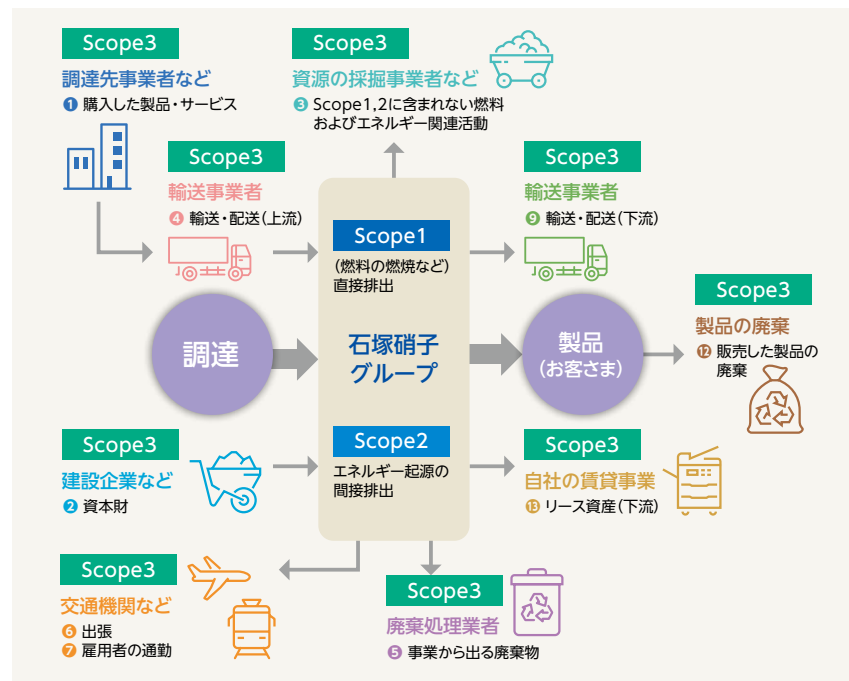 Scope3
調達先事業者など
❶ 購入した製品・サービス
Scope3
資源の採掘事業者など
❸ Scope1,2に含まれない燃料
およびエネルギー関連活動
Scope3
輸送事業者
❹ 輸送・配送(上流)
Scope1
(燃料の燃焼など)
直接排出
Scope3
輸送事業者
❾ 輸送・配送(下流)
調達
石塚硝子
グループ
製品
(お客さま)
Scope3
製品の廃棄
⓬ 販売した製品の
廃棄
Scope3
建設企業など
❷ 資本財
Scope2
エネルギー起源の
間接排出
Scope3
自社の賃貸事業
⓭ リース資産(下流)
Scope3
交通機関など
❻ 出張
❼ 雇用者の通勤
Scope3
廃棄処理業者
❺ 事業から出る廃棄物